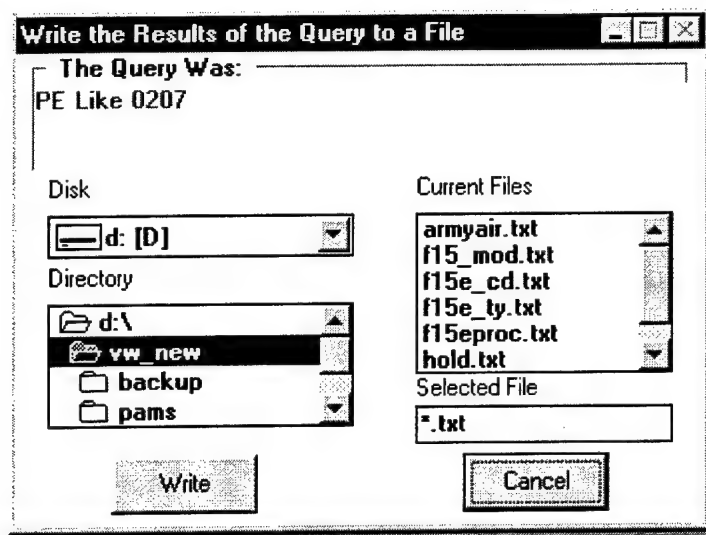 Write the Results of the Query to a File
The Query Was:
PE Like 0207
Disk
d: [D]
Directory
d:\
vw_new
backup
pams
Current Files
armyair.txt
f15_mod.txt
f15e_cd.txt
f15e_ty.txt
f15eproc.txt
hold.txt
Selected File
*.txt
Write
Cancel